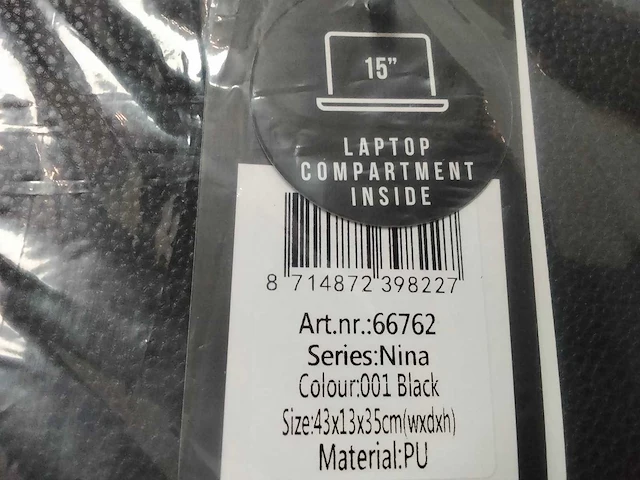 15”
LAPTOP
COMPARTMENT
INSIDE
8 714872 398227
Art.nr.:66762
Series:Nina
Colour:001 Black
Size:43x13x35cm(wxdxh)
Material:PU